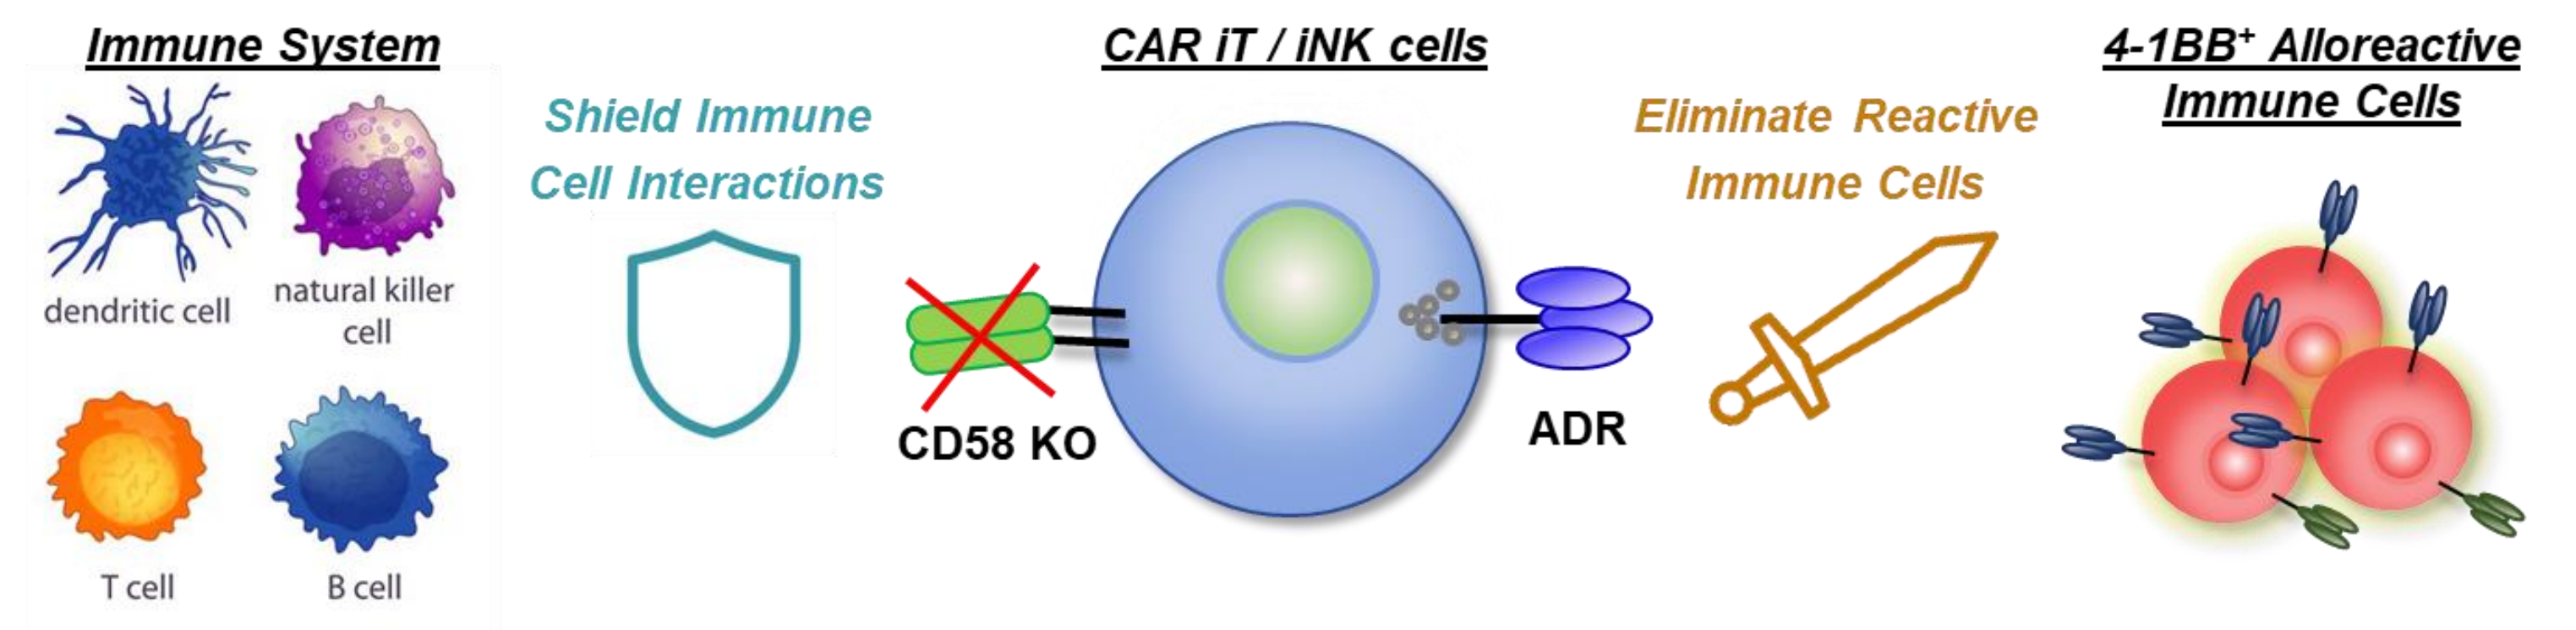 Immune System
dendritic cell
natural killer
cell
T cell
B cell
Shield Immune
Cell Interactions
CAR iT / iNK cells
CD58 KO
ADR
Eliminate Reactive
Immune Cells
4-1BB⁺ Alloreactive
Immune Cells